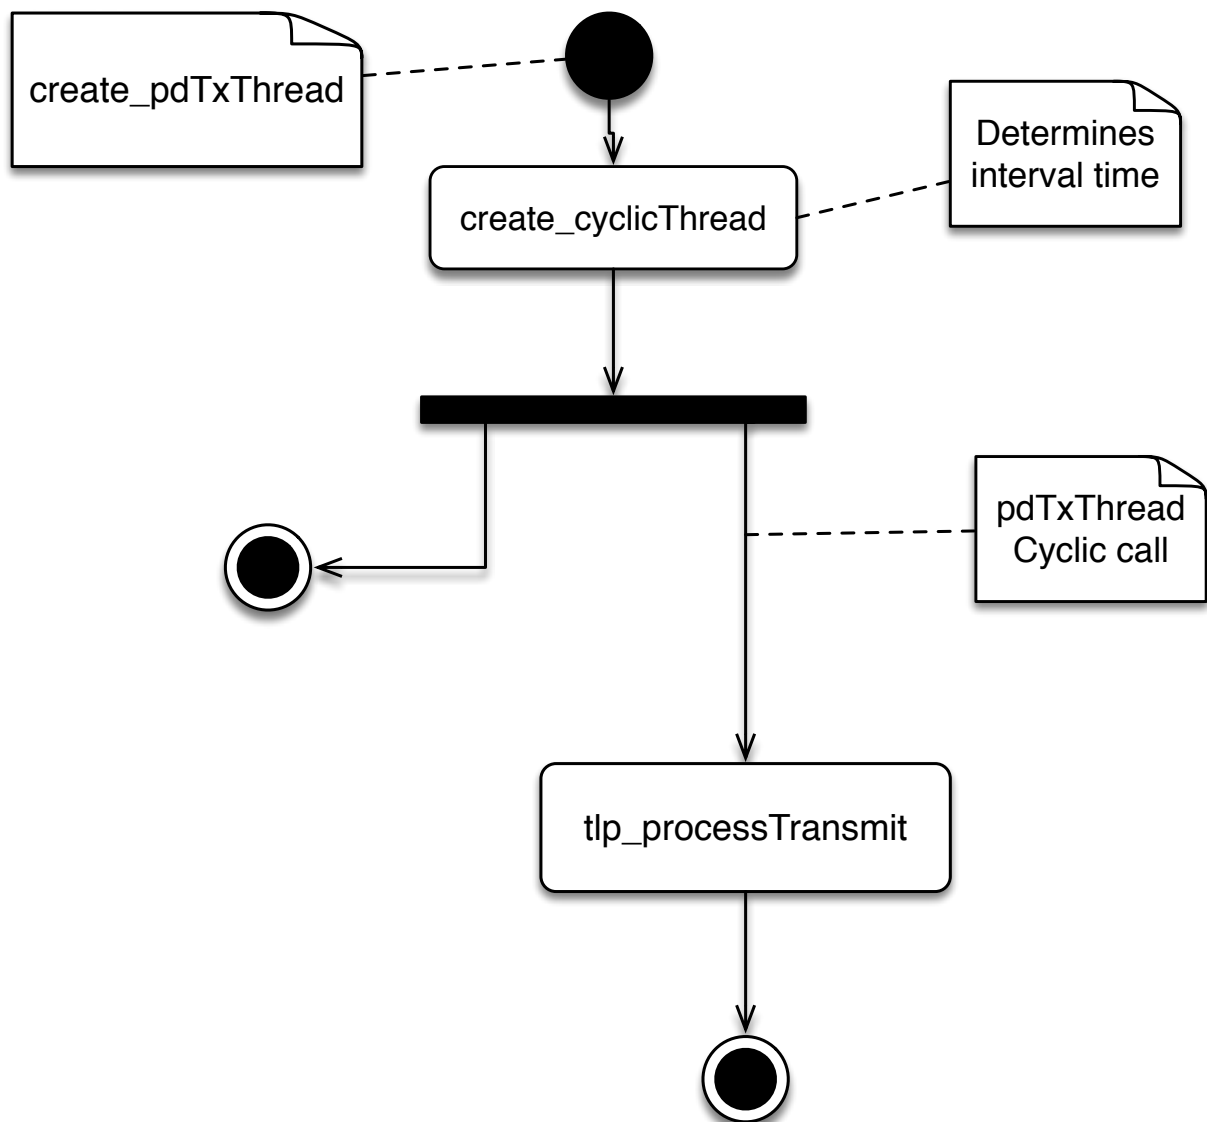 create_pdTxThread
Determines
interval time
create_cyclicThread
pdTxThread
Cyclic call
tlp_processTransmit